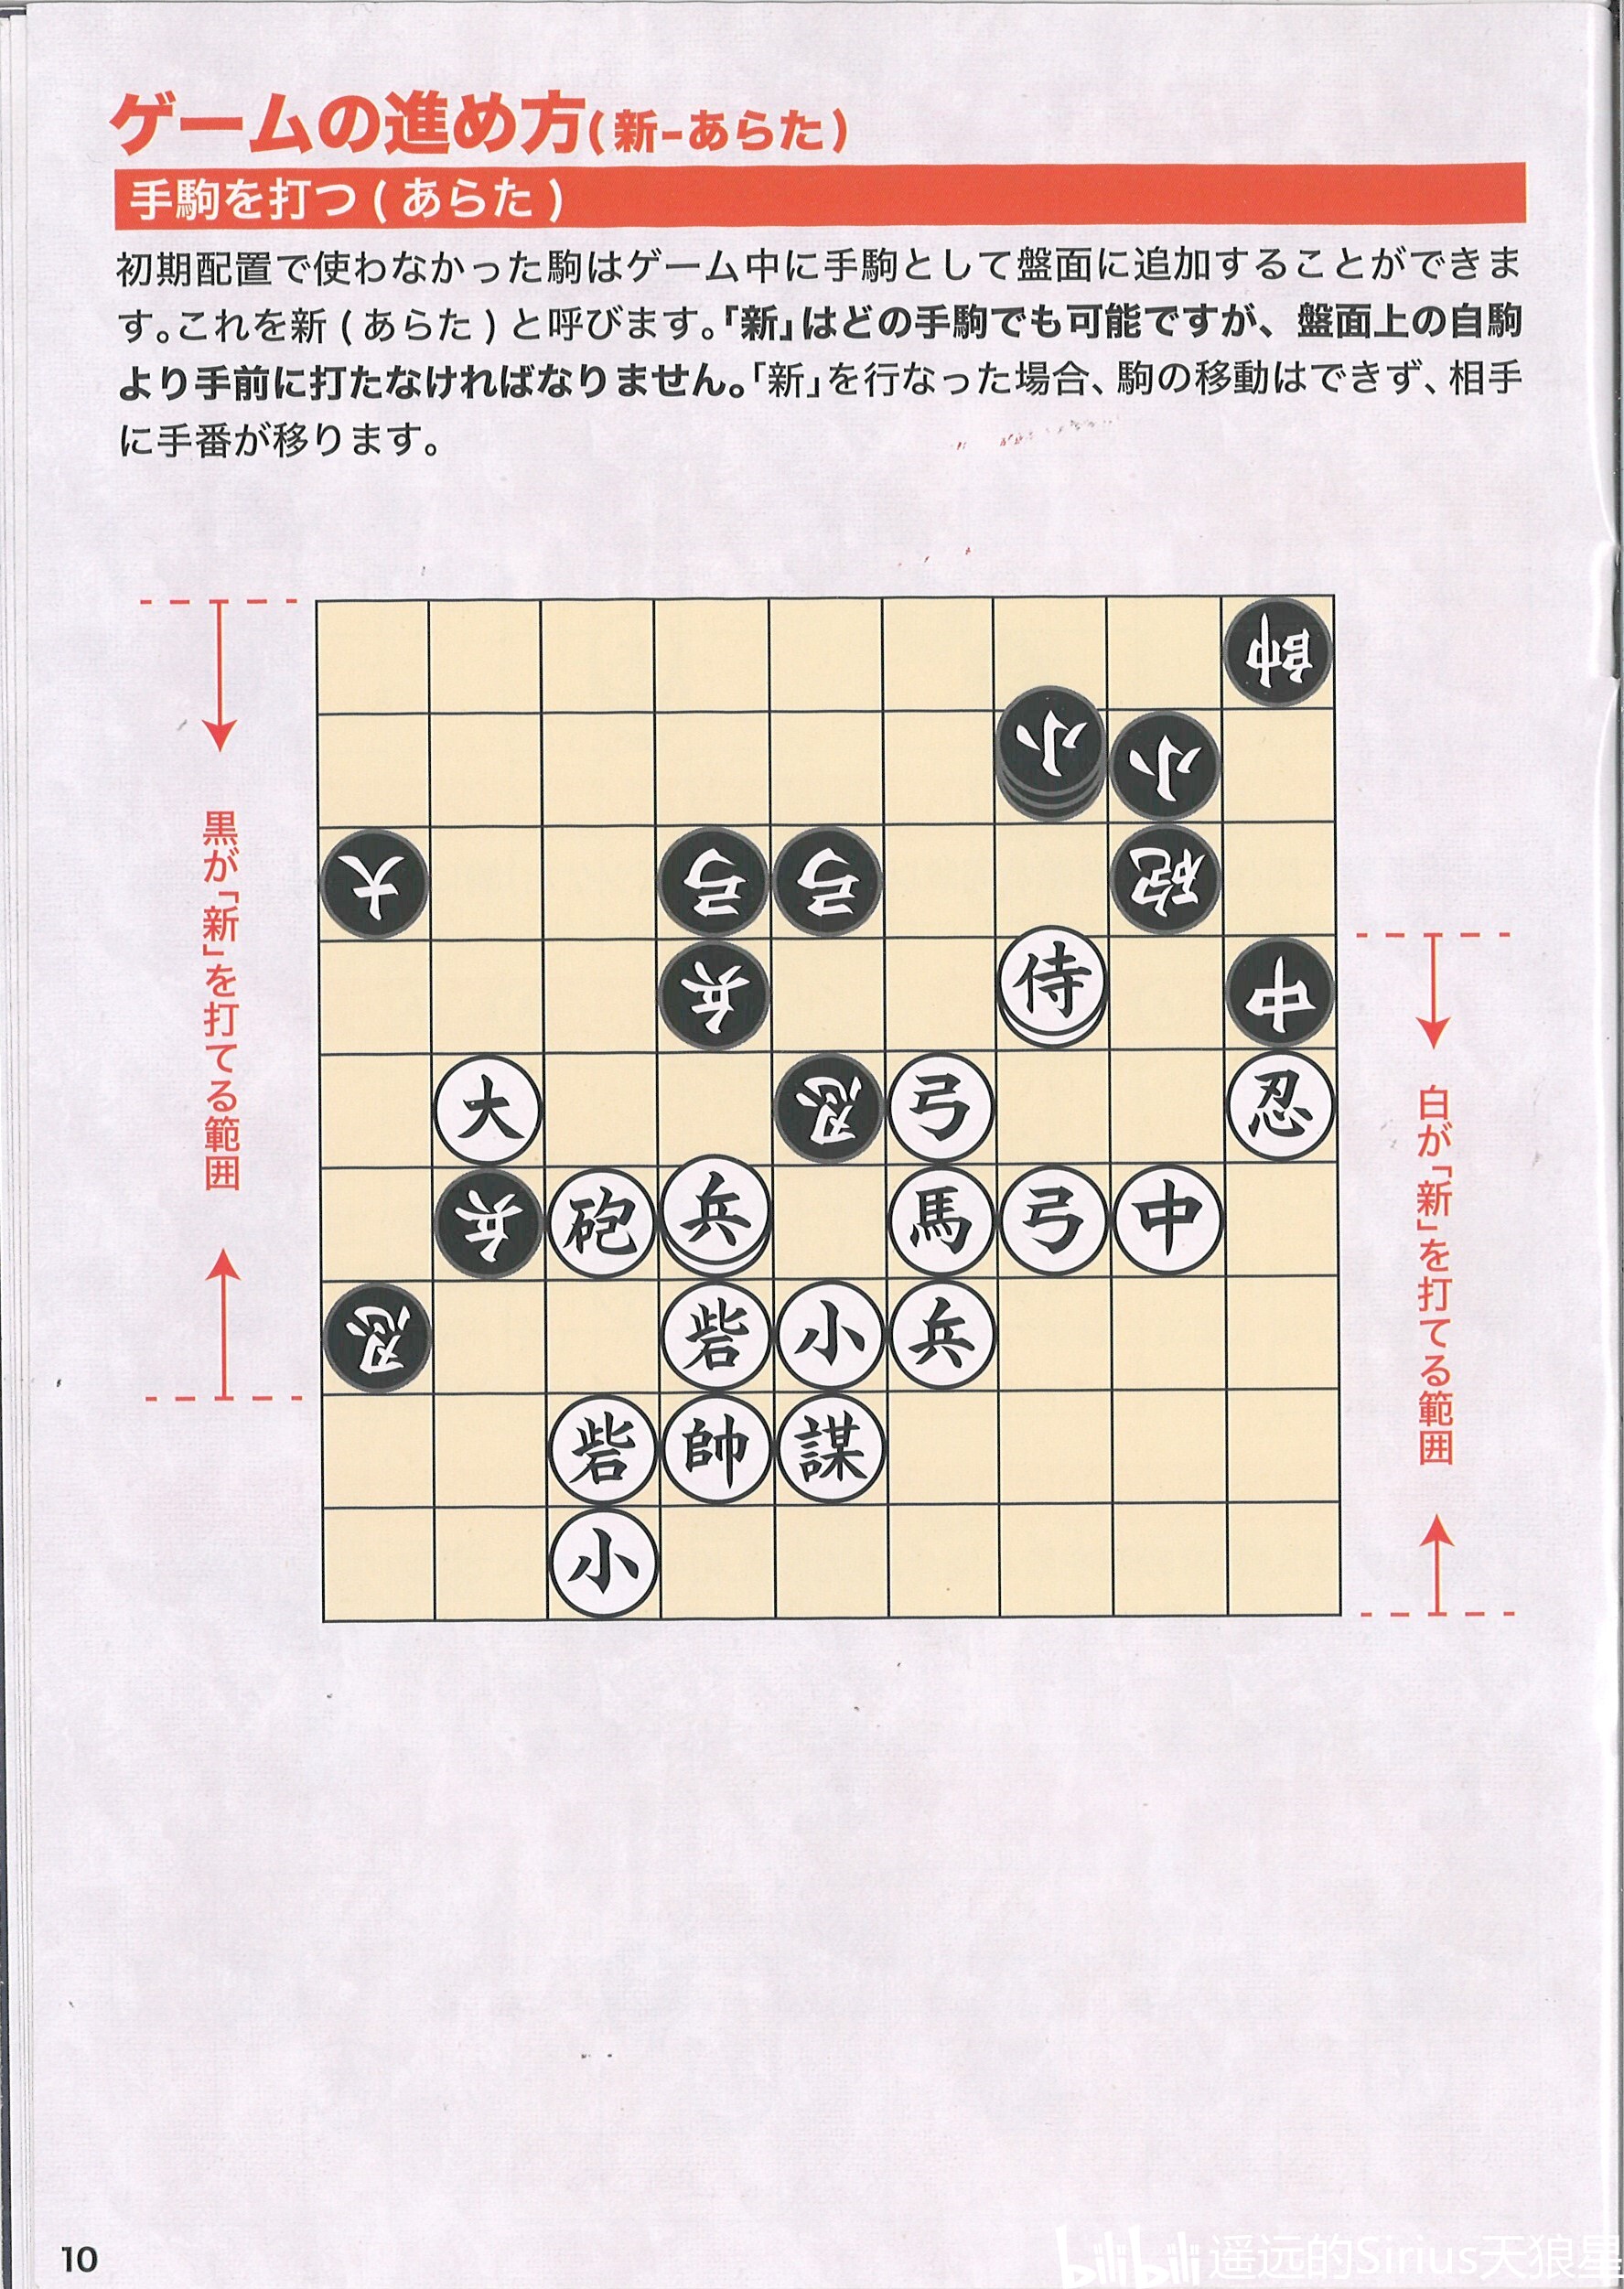 ゲームの進め方(新-あらた)
手駒を打つ(あらた)
初期配置で使わなかった駒はゲーム中に手駒として盤面に追加することができま
す。これを新(あらた)と呼びます。「新」はどの手駒でも可能ですが、盤面上の自駒
より手前に打たなければなりません。「新」を行なった場合、駒の移動はできず、相手
に手番が移ります。
黒が「新」を打てる範囲
帥
小 小
大 弓 弓 砲
兵 侍 中
大 忍 弓 忍
兵 砲 兵 馬 弓 中
忍 砦 小 兵
砦 帥 謀
小
白が「新」を打てる範囲
10
bilibili 遥远的Sirius天狼星